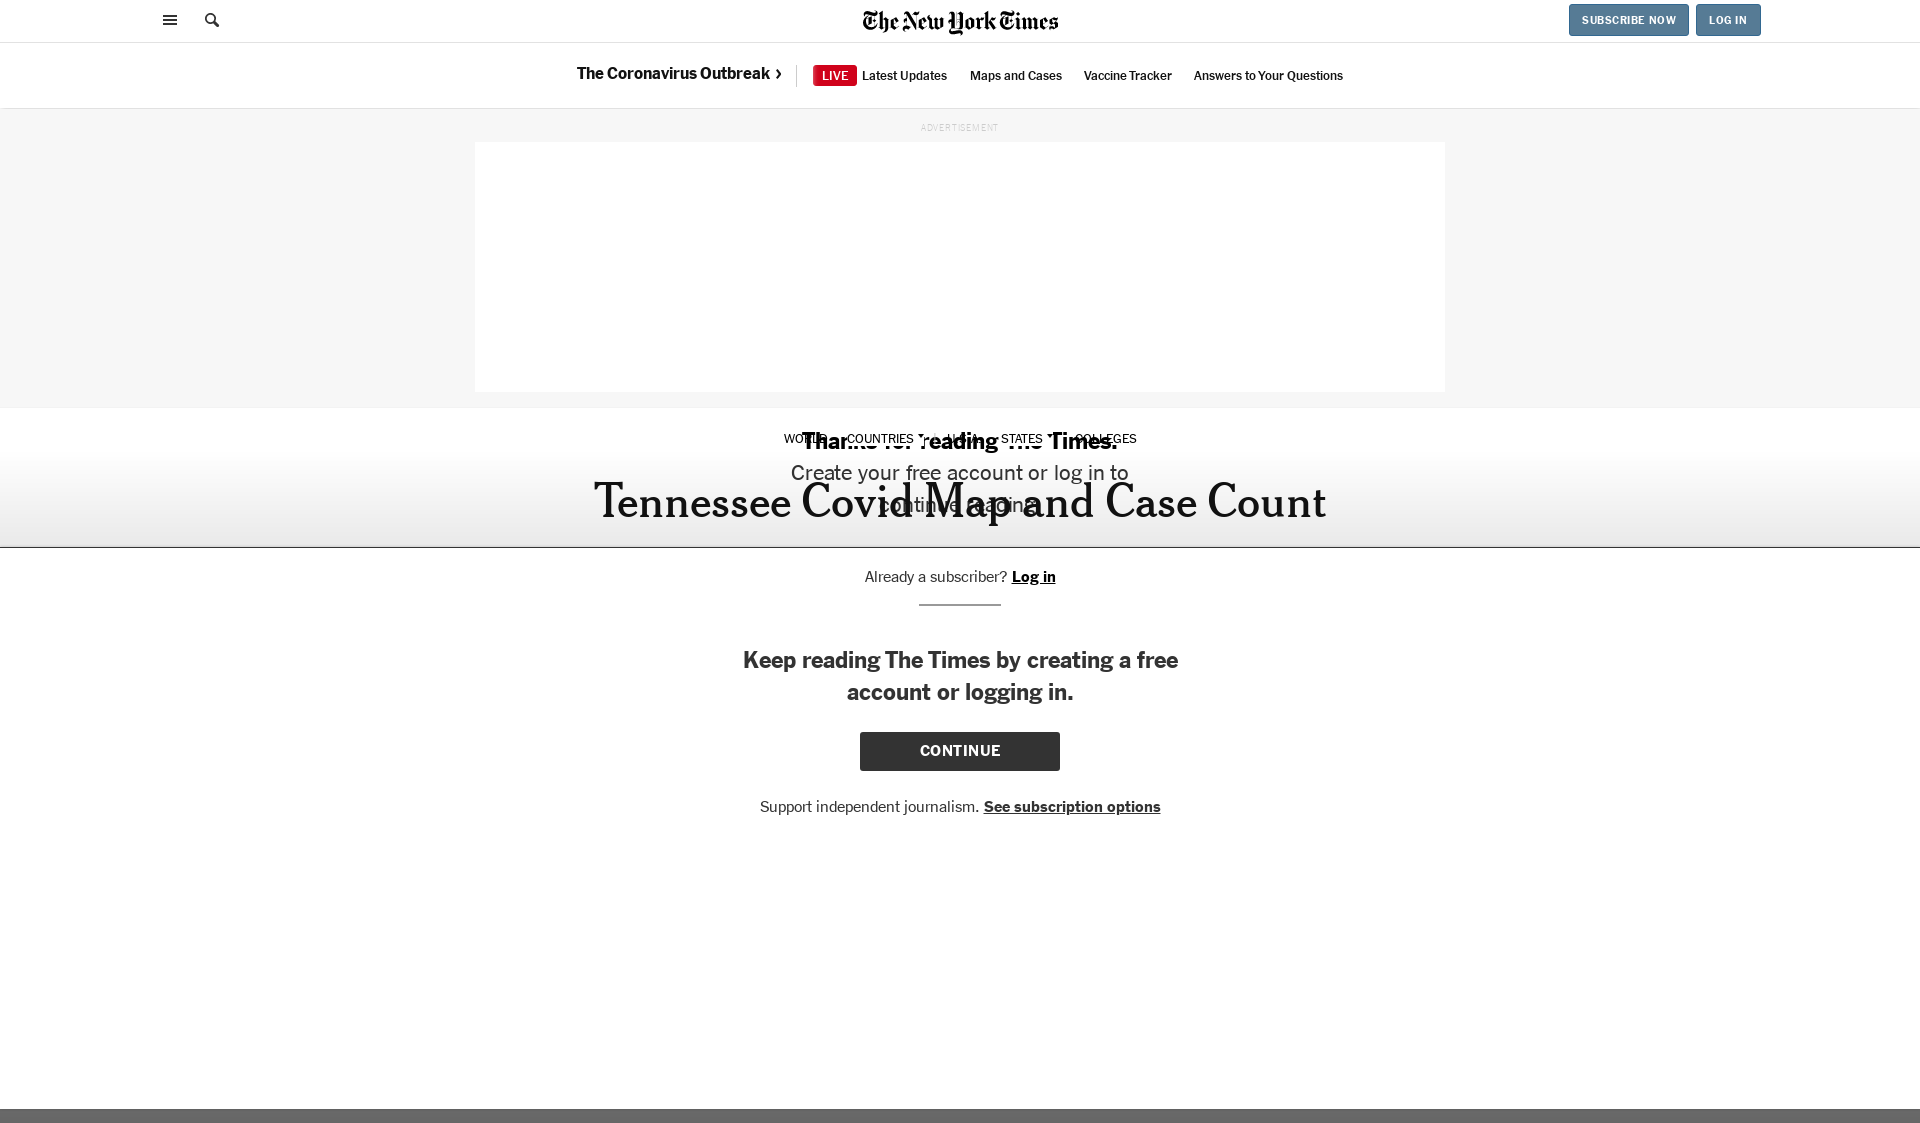 The New York Times
SUBSCRIBE NOW
LOG IN
The Coronavirus Outbreak ›
LIVE Latest Updates
Maps and Cases
Vaccine Tracker
Answers to Your Questions
ADVERTISEMENT
WORLD COUNTRIES U.S.A. STATES COLLEGES
Thanks for reading The Times.
Create your free account or log in to
continue reading.
Tennessee Covid Map and Case Count
Already a subscriber? Log in
Keep reading The Times by creating a free
account or logging in.
CONTINUE
Support independent journalism. See subscription options